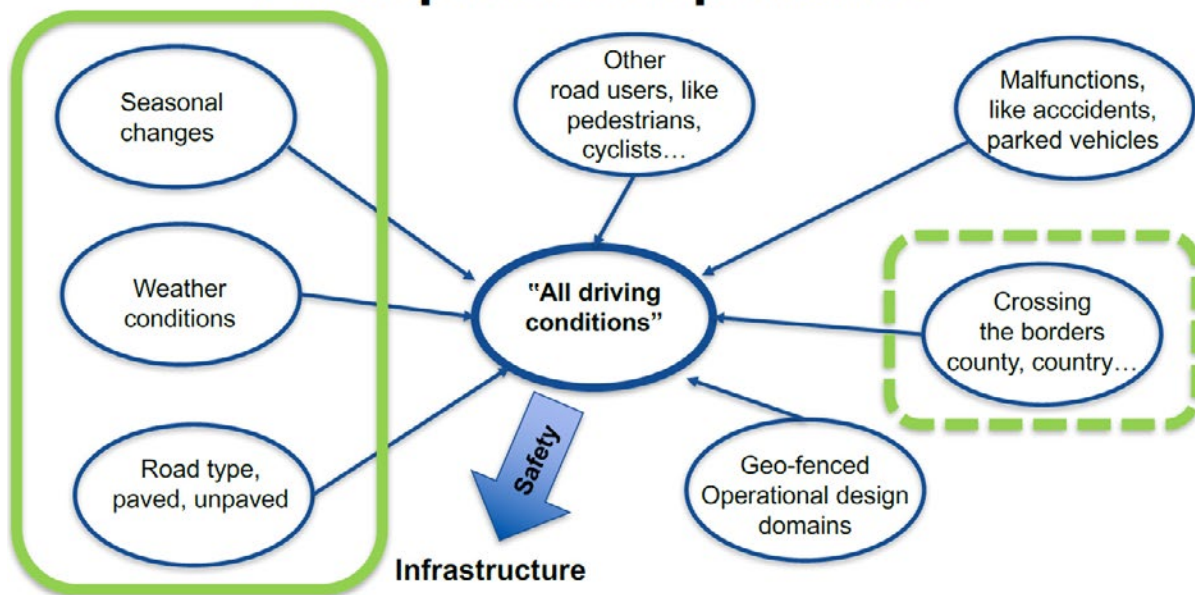 Seasonal
changes
Other
road users, like
pedestrians,
cyclists…
Malfunctions,
like acccidents,
parked vehicles
Weather
conditions
"All driving
conditions”
Crossing
the borders
county, country…
Road type,
paved, unpaved
Safety
Geo-fenced
Operational design
domains
Infrastructure